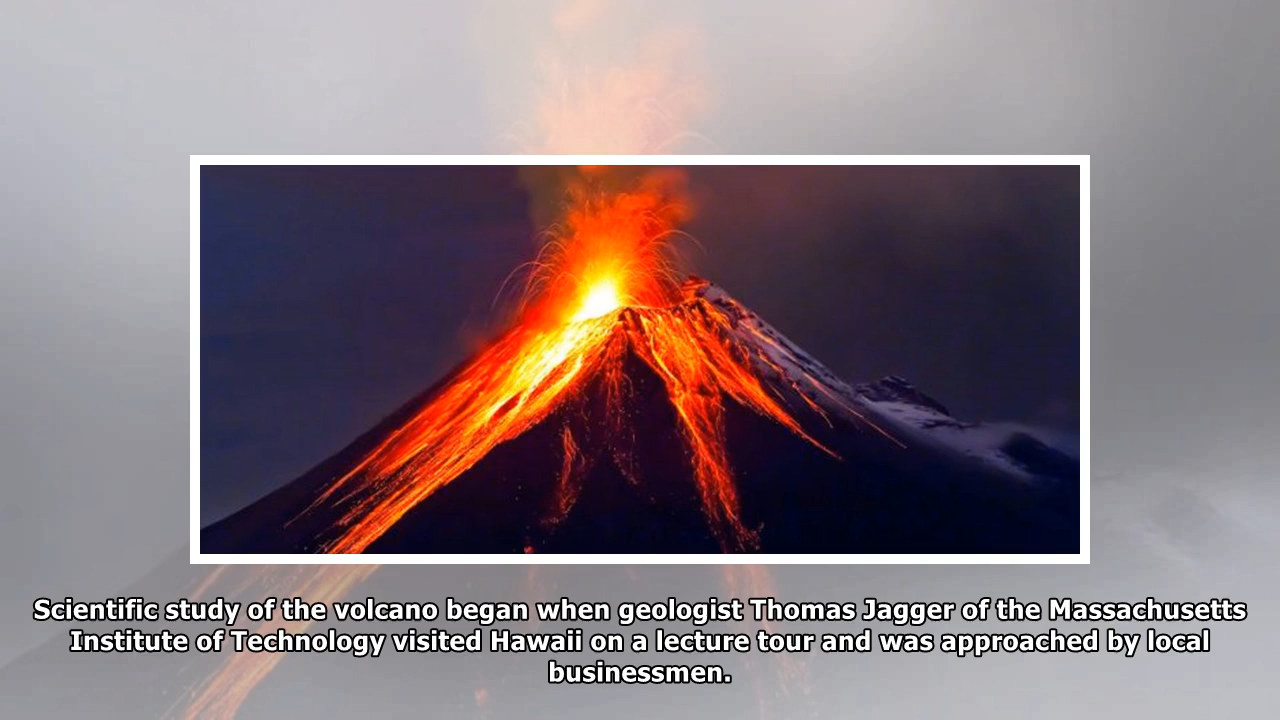 Scientific study of the volcano began when geologist Thomas Jagger of the Massachusetts
Institute of Technology visited Hawaii on a lecture tour and was approached by local
businessmen.